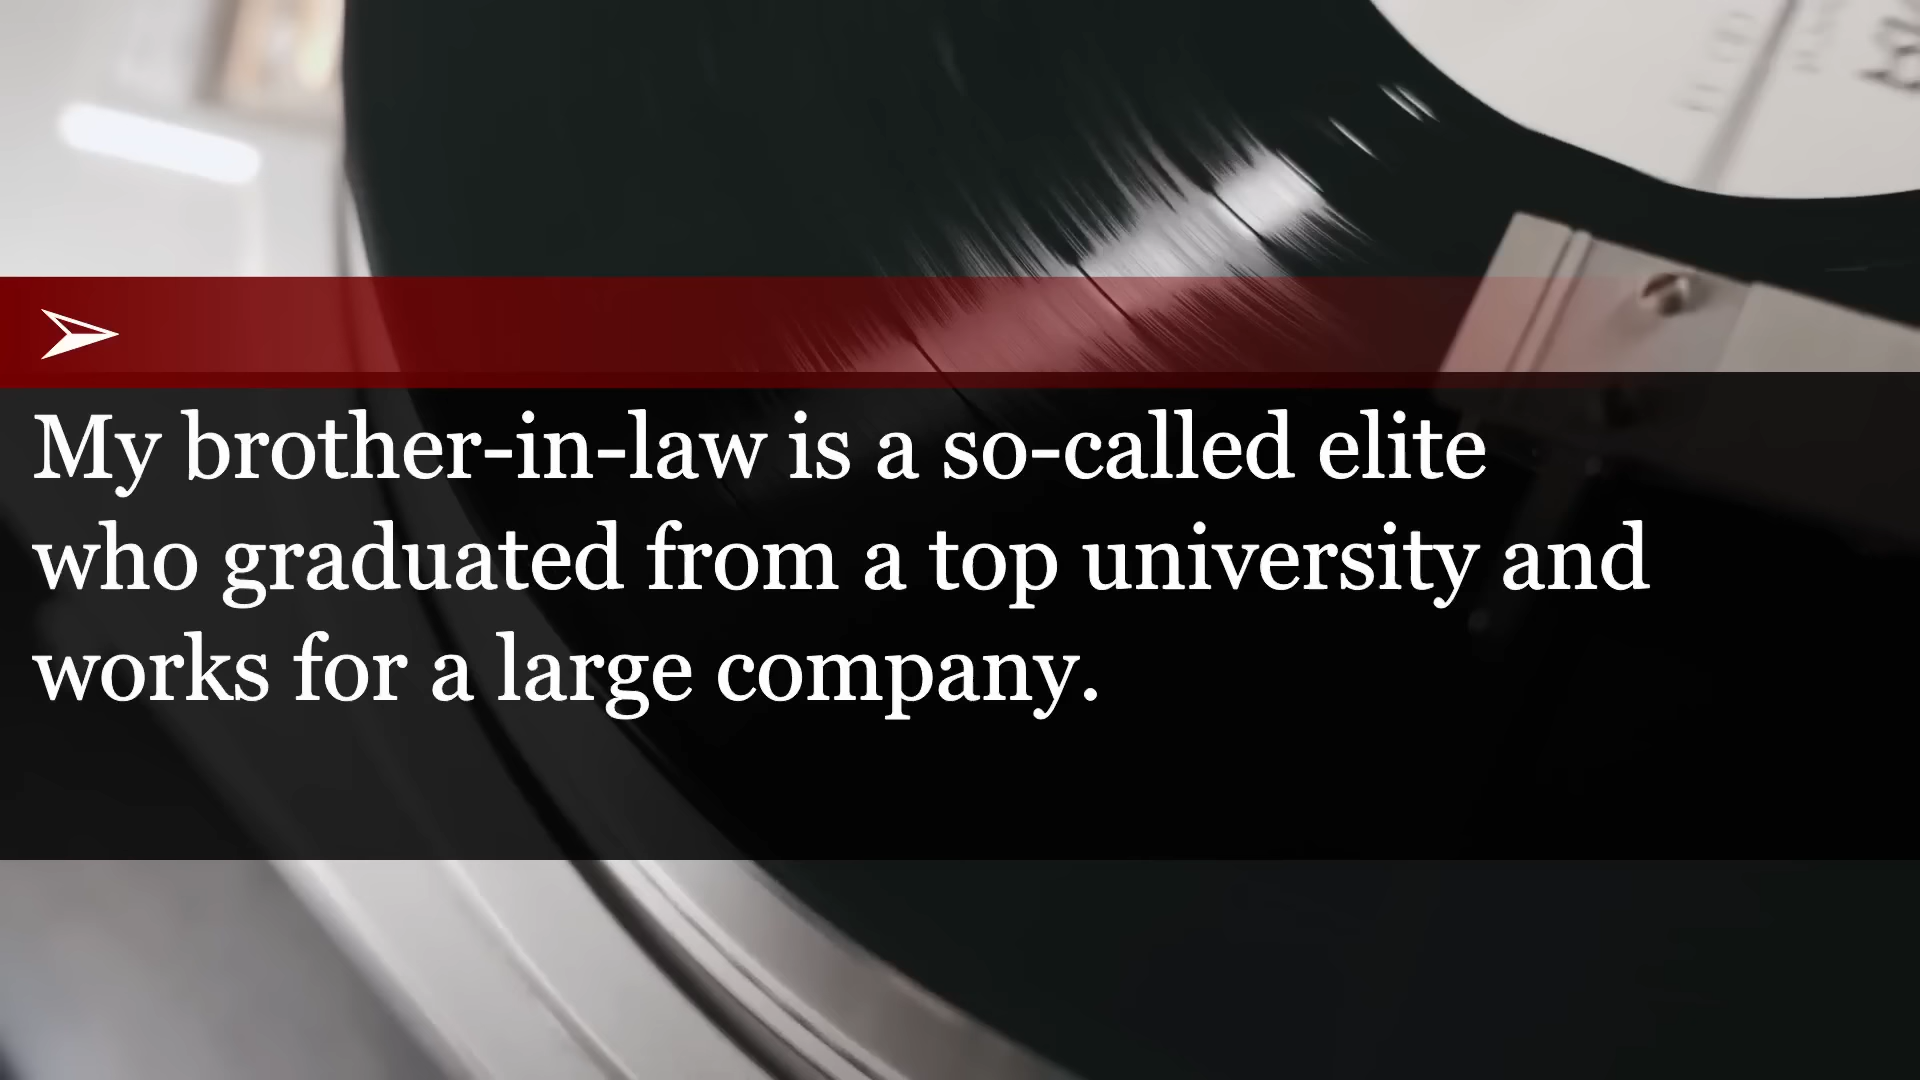 My brother-in-law is a so-called elite
who graduated from a top university and
works for a large company.